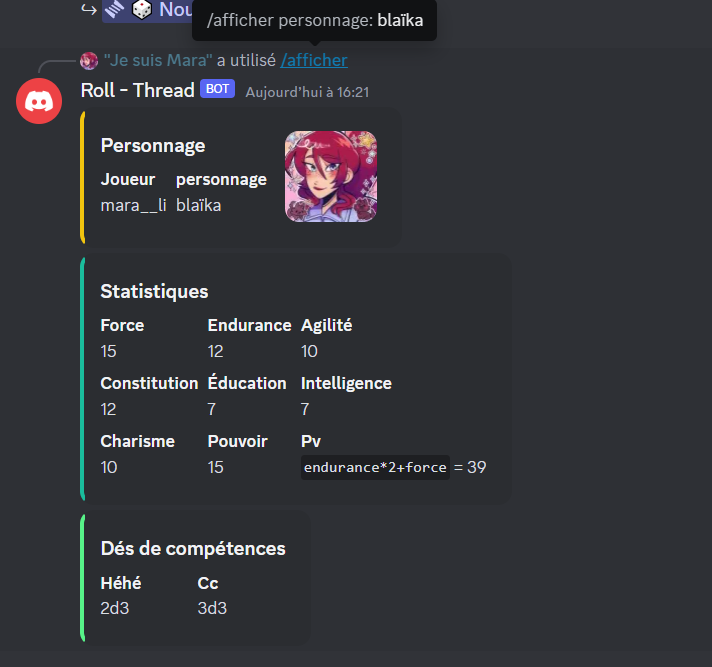 Nou
/afficher personnage: blaïka
"Je suis Mara" a utilisé /afficher
Roll - Thread BOT Aujourd'hui à 16:21
Personnage
Joueur personnage
mara__li blaïka
Statistiques
Force Endurance Agilité
15 12 10
Constitution Éducation Intelligence
12 7 7
Charisme Pouvoir Pv
10 15 endurance*2+force = 39
Dés de compétences
Héhé Cc
2d3 3d3